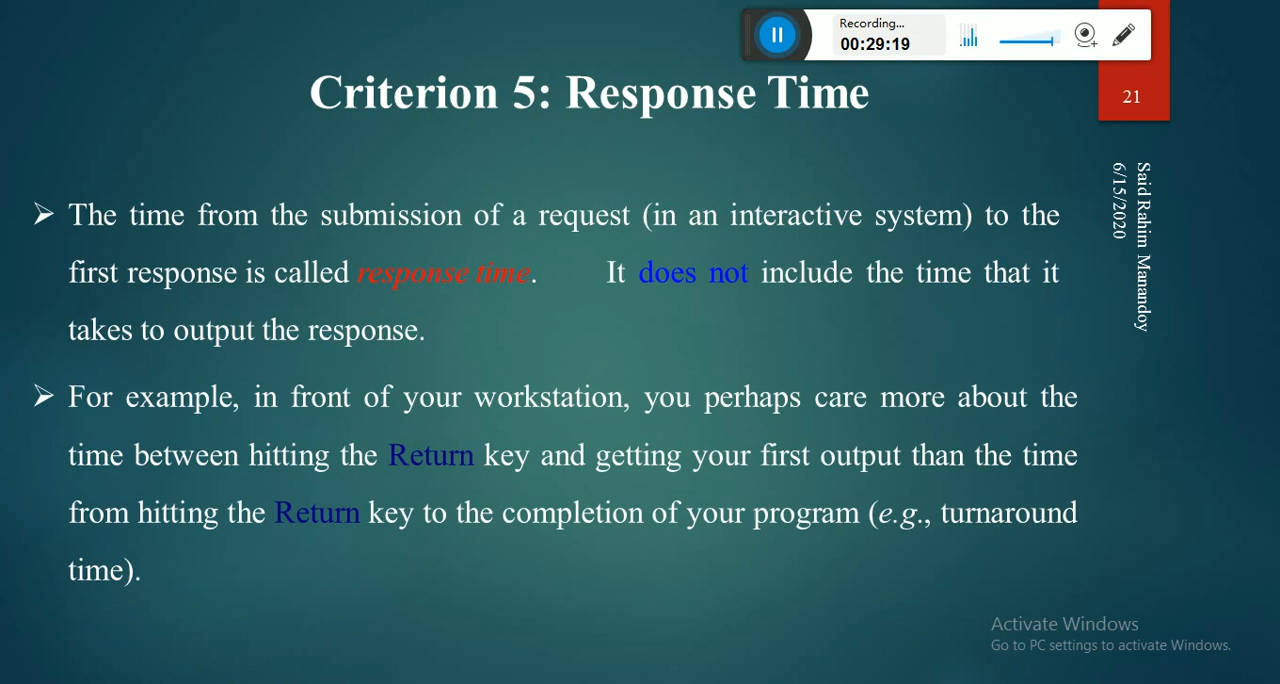 Recording...
00:29:19
Criterion 5: Response Time
21
Said Rahim Manandoy
6/15/2020
➢ The time from the submission of a request (in an interactive system) to the
first response is called response time. It does not include the time that it
takes to output the response.
➢ For example, in front of your workstation, you perhaps care more about the
time between hitting the Return key and getting your first output than the time
from hitting the Return key to the completion of your program (e.g., turnaround
time).
Activate Windows
Go to PC settings to activate Windows.